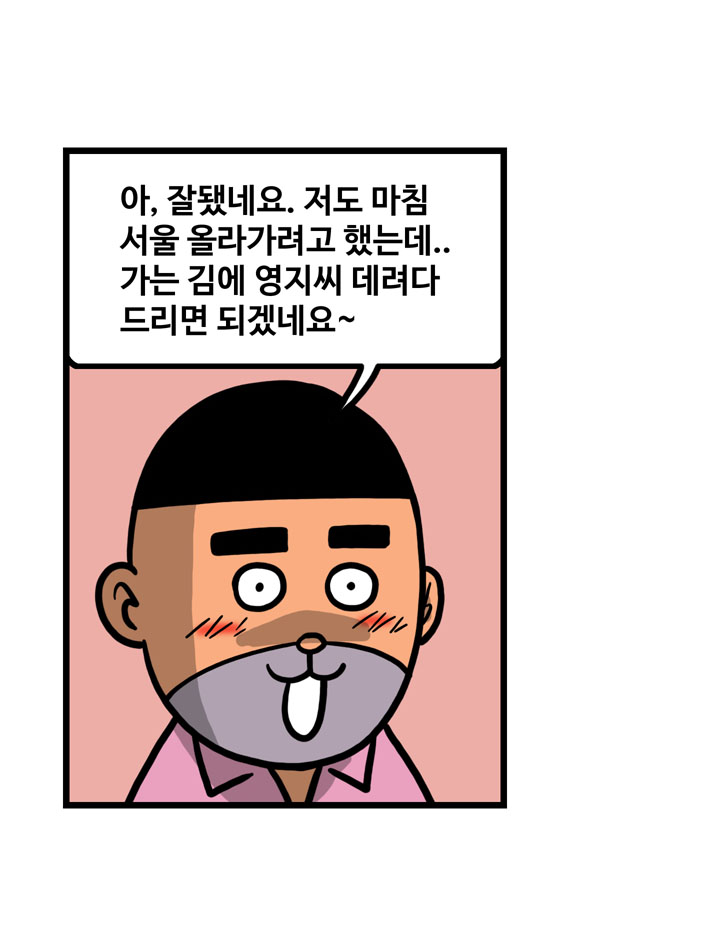 아, 잘됐네요. 저도 마침
서울 올라가려고 했는데..
가는 김에 영지씨 데려다
드리면 되겠네요~